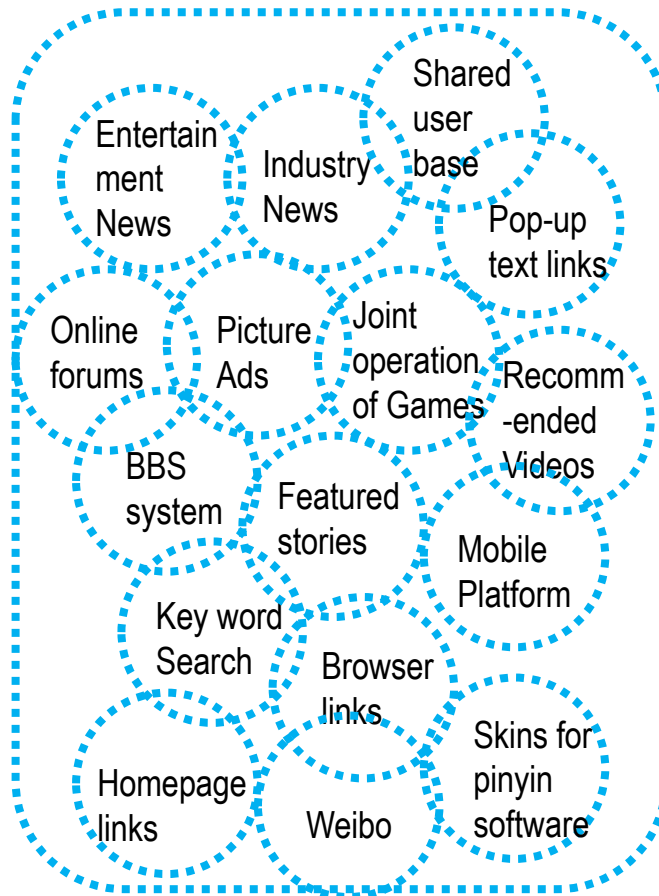 Shared
user
base
Entertain
ment
News
Industry
News
Pop-up
text links
Online
forums
Picture
Ads
Joint
operation
of Games
Recomm
-ended
Videos
BBS
system
Featured
stories
Mobile
Platform
Key word
Search
Browser
links
Skins for
pinyin
software
Homepage
links
Weibo